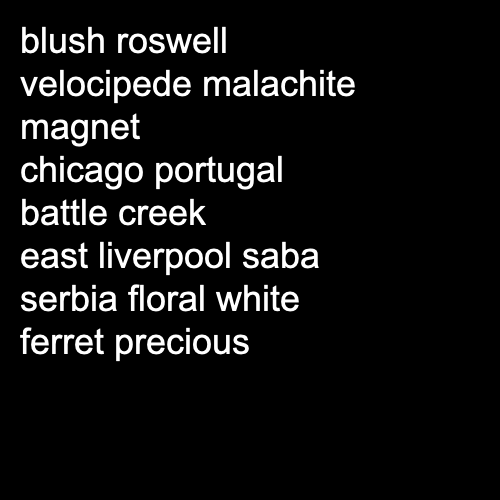 blush roswell
velocipede malachite
magnet
chicago portugal
battle creek
east liverpool saba
serbia floral white
ferret precious